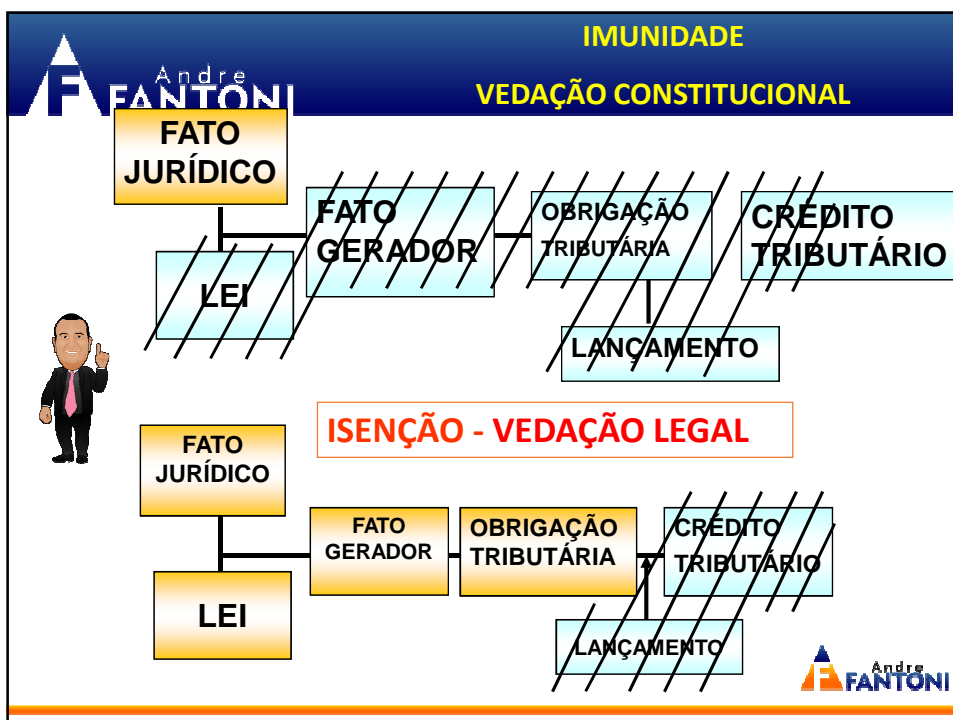 IMUNIDADE
VEDAÇÃO CONSTITUCIONAL
Andre
FANTONI
FATO
JURÍDICO
FATO
GERADOR
OBRIGAÇÃO
TRIBUTÁRIA
CRÉDITO
TRIBUTÁRIO
LEI
LANÇAMENTO
ISENÇÃO - VEDAÇÃO LEGAL
FATO
JURÍDICO
FATO
GERADOR
OBRIGAÇÃO
TRIBUTÁRIA
CRÉDITO
TRIBUTÁRIO
LEI
LANÇAMENTO
Andre
FANTONI